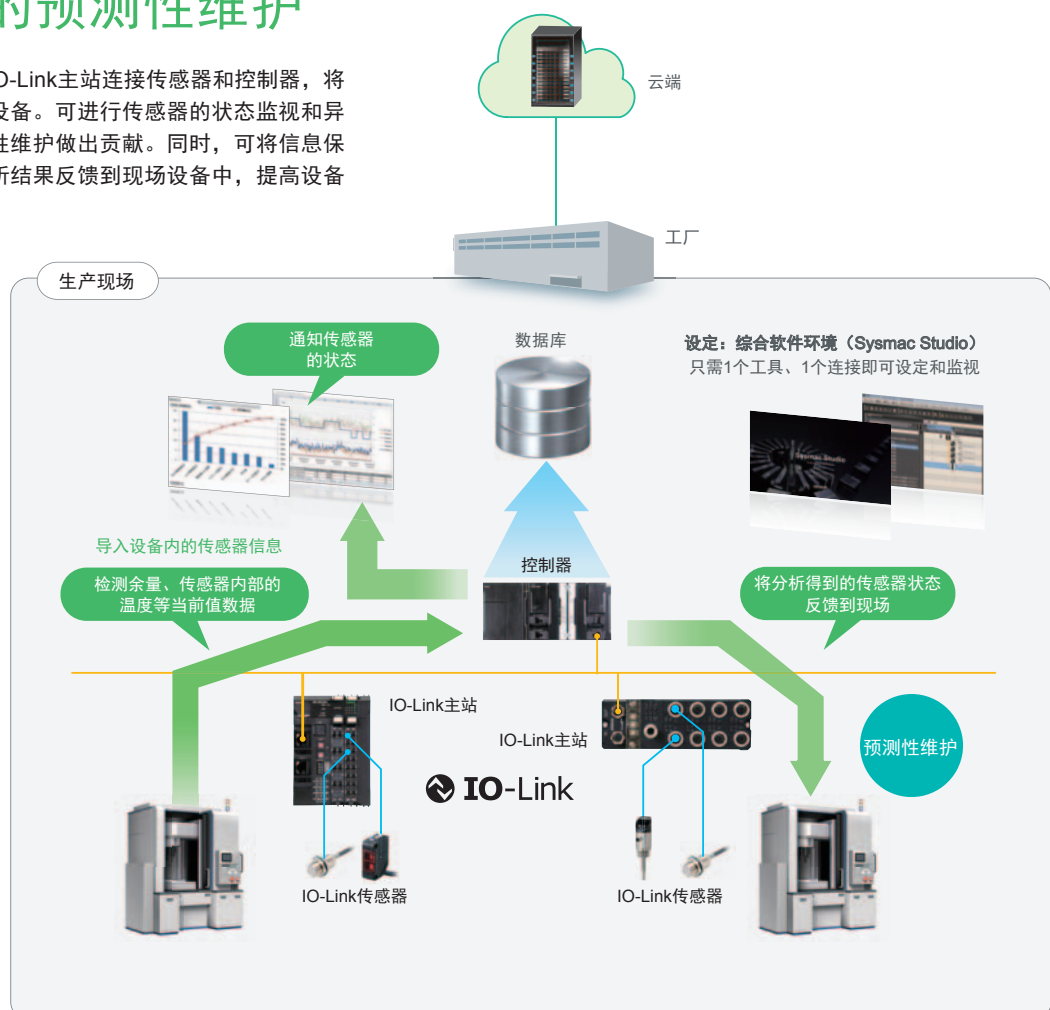 的预测性维护
O-Link主站连接传感器和控制器，将
设备。可进行传感器的状态监视和异
性维护做出贡献。同时，可将信息保
析结果反馈到现场设备中，提高设备
云端
工厂
生产现场
通知传感器
的状态
数据库
设定：综合软件环境（Sysmac Studio）
只需1个工具、1个连接即可设定和监视
Sysmac Studio
导入设备内的传感器信息
检测余量、传感器内部的
温度等当前值数据
控制器
将分析得到的传感器状态
反馈到现场
IO-Link主站
IO-Link主站
预测性维护
IO-Link
IO-Link传感器
IO-Link传感器